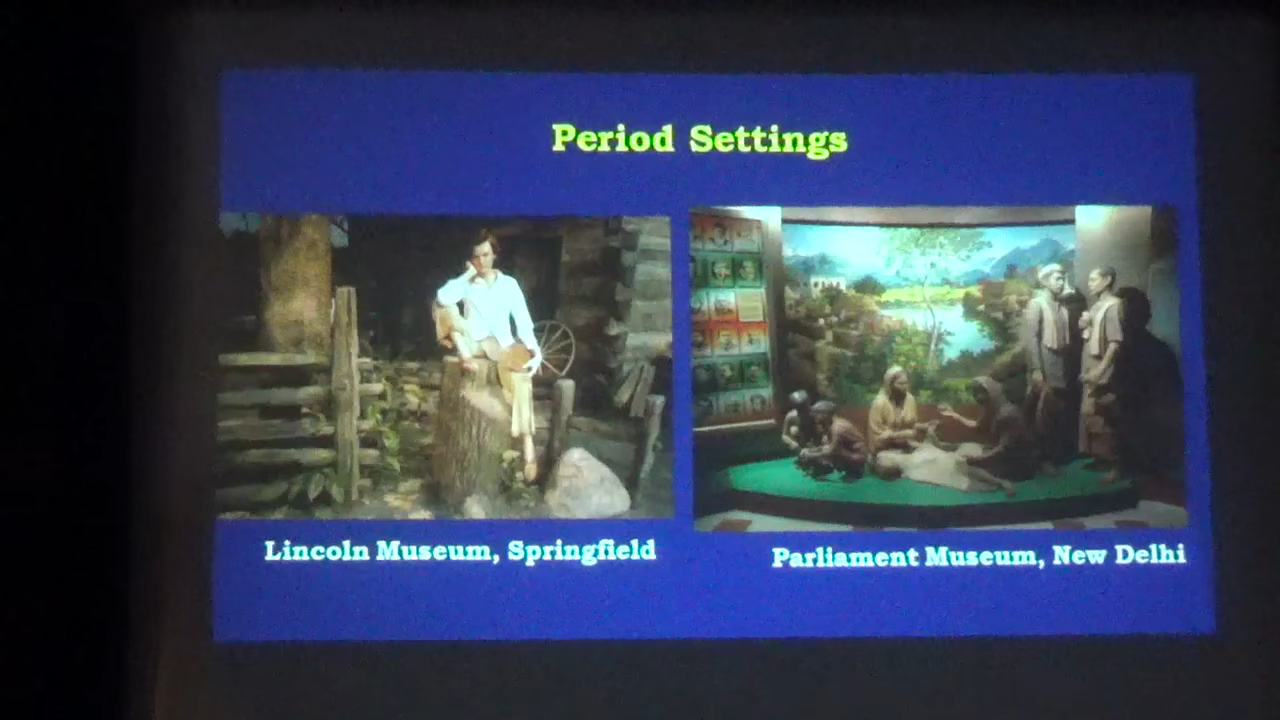 Period Settings
Lincoln Museum, Springfield
Parliament Museum, New Delhi